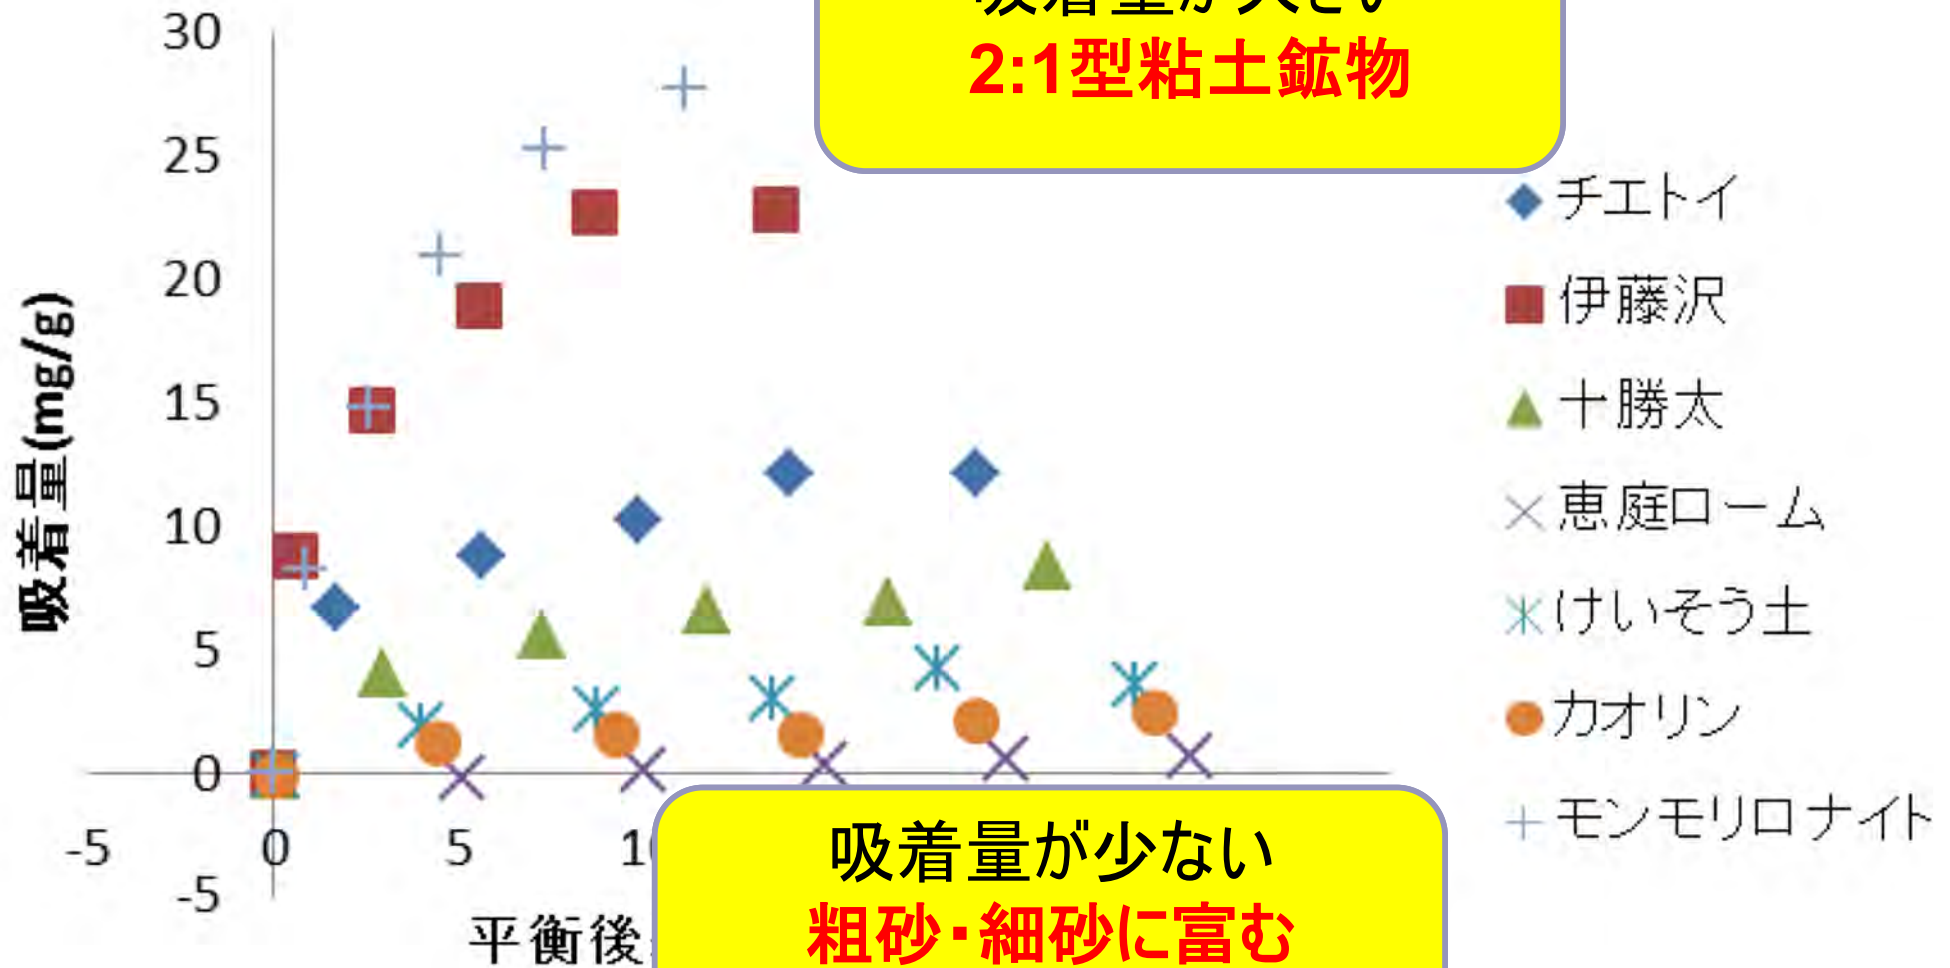 2:1型粘土鉱物
30
25
20
15
10
5
0
-5
吸着量(mg/g)
-5
0
5
平衡後
チエトイ
伊藤沢
十勝太
恵庭ローム
けいそう土
カオリン
モンモリロナイト
吸着量が少ない
粗砂・細砂に富む